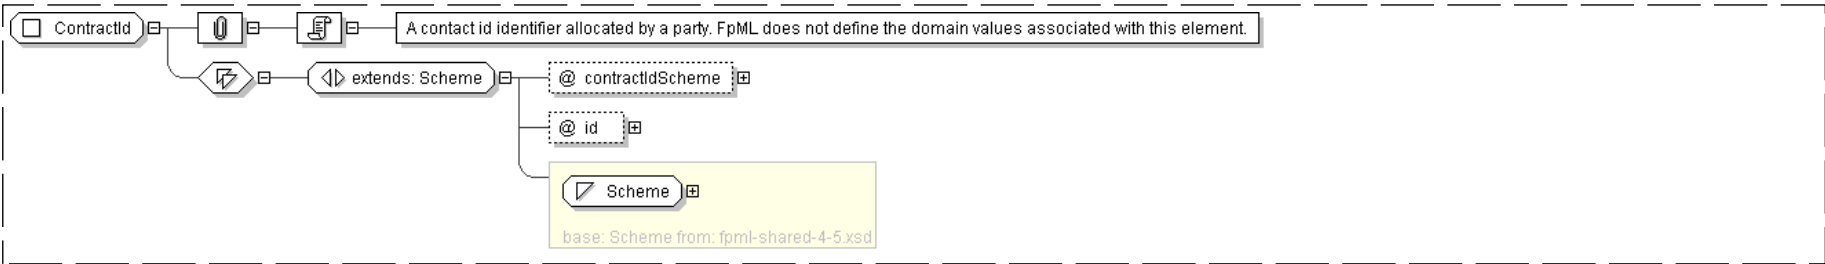 ContractId
A contact id identifier allocated by a party. FpML does not define the domain values associated with this element.
extends: Scheme
@ contractIdScheme
@ id
Scheme
base: Scheme from: fpml-shared-4-5.xsd